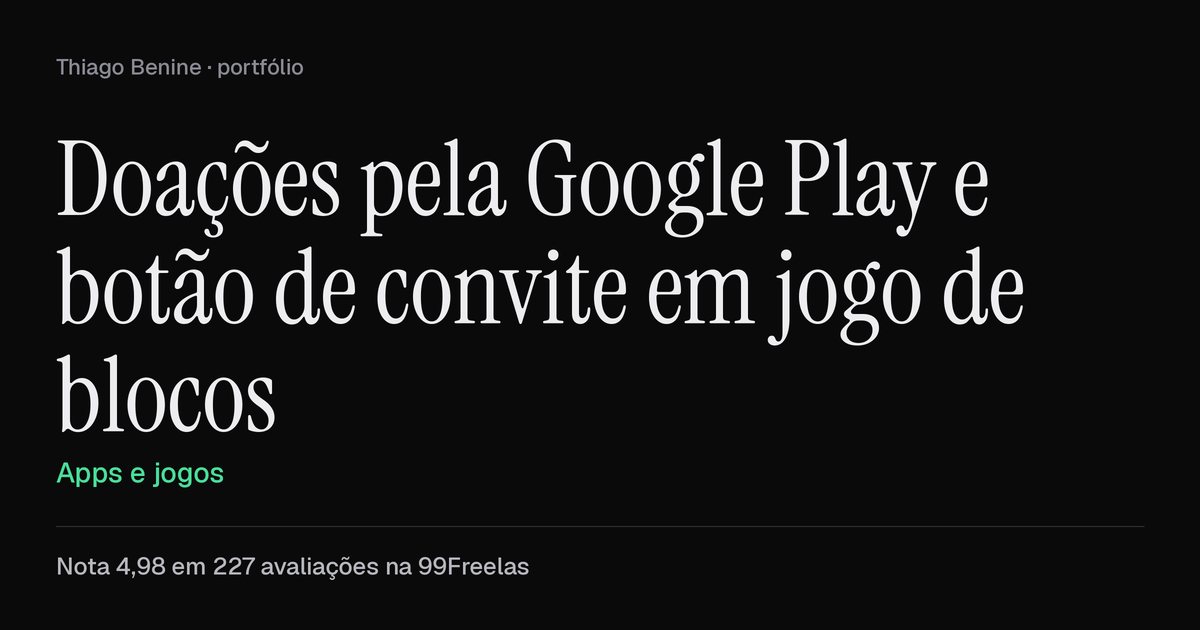 Thiago Benine · portfólio
Doações pela Google Play e
botão de convite em jogo de
blocos
Apps e jogos
Nota 4,98 em 227 avaliações na 99Freelas